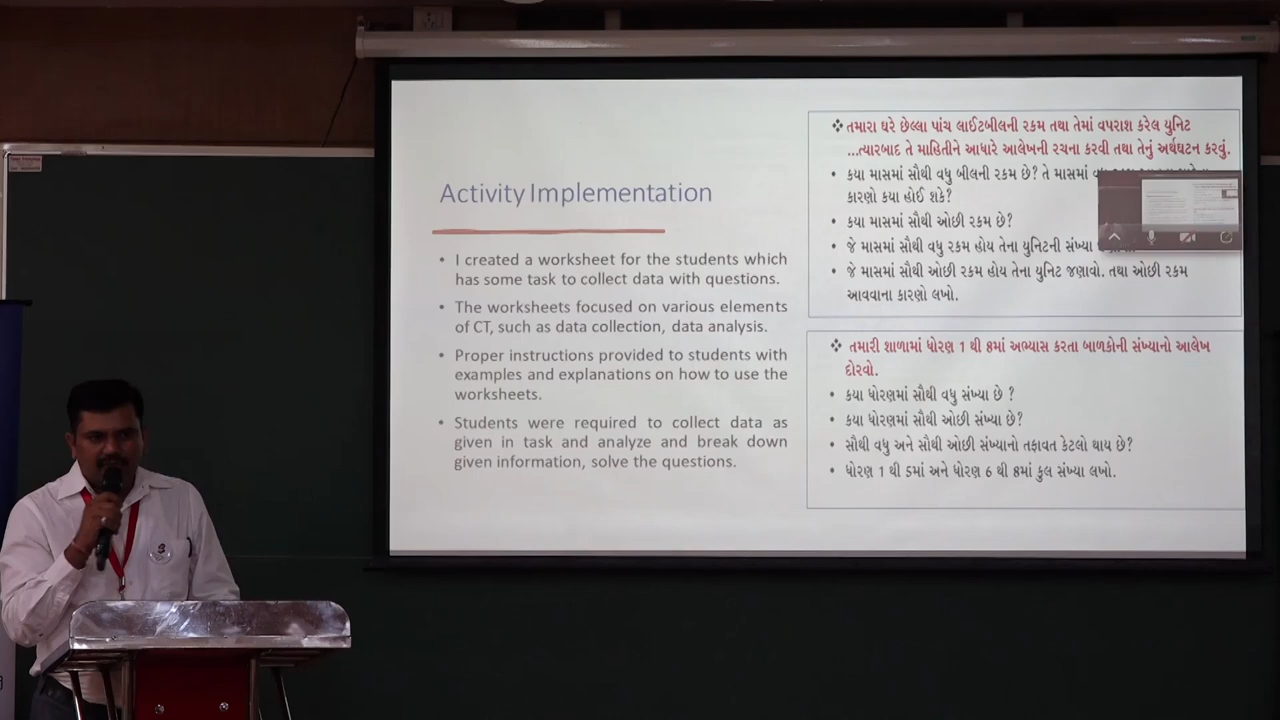 Activity Implementation
• I created a worksheet for the students which
has some task to collect data with questions.
• The worksheets focused on various elements
of CT, such as data collection, data analysis.
• Proper instructions provided to students with
examples and explanations on how to use the
worksheets.
• Students were required to collect data as
given in task and analyze and break down
given information, solve the questions.
❖ તમારા ઘરે છેલ્લા પાંચ લાઈટબીલની રકમ તથા તેમાં વપરાશ કરેલ યુનિટ
...ત્યારબાદ તે માહિતીને આધારે આલેખની રચના કરવી તથા તેનું અર્થઘટન કરવું.
• કયા માસમાં સૌથી વધુ બીલની રકમ છે? તે માસમાં
કારણો કયા હોઈ શકે?
• કયા માસમાં સૌથી ઓછી રકમ છે?
• જે માસમાં સૌથી વધુ રકમ હોય તેના યુનિટની સંખ્યા
• જે માસમાં સૌથી ઓછી રકમ હોય તેના યુનિટ જણાવો. તથા ઓછી રકમ
આવવાના કારણો લખો.
❖ તમારી શાળામાં ધોરણ 1 થી 8માં અભ્યાસ કરતા બાળકોની સંખ્યાનો આલેખ
દોરવો.
• કયા ધોરણમાં સૌથી વધુ સંખ્યા છે ?
• કયા ધોરણમાં સૌથી ઓછી સંખ્યા છે?
• સૌથી વધુ અને સૌથી ઓછી સંખ્યાનો તફાવત કેટલો થાય છે?
• ધોરણ 1 થી 5માં અને ધોરણ 6 થી 8માં કુલ સંખ્યા લખો.